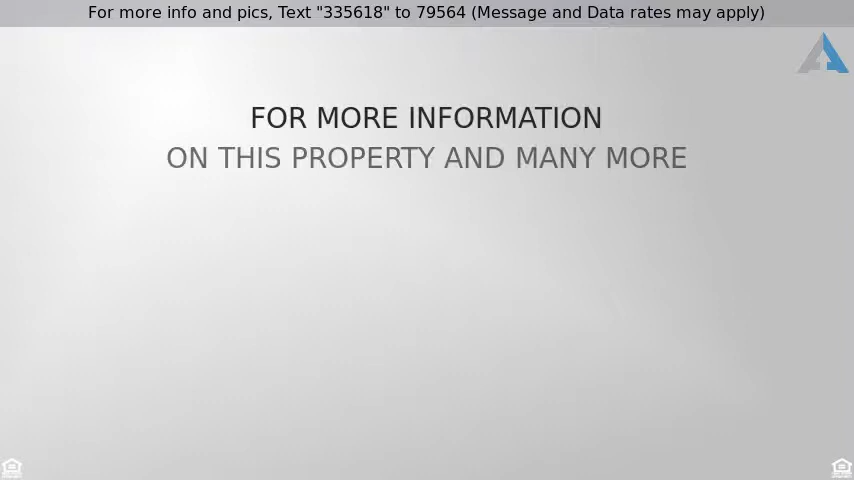 For more info and pics, Text "335618" to 79564 (Message and Data rates may apply)
FOR MORE INFORMATION
ON THIS PROPERTY AND MANY MORE